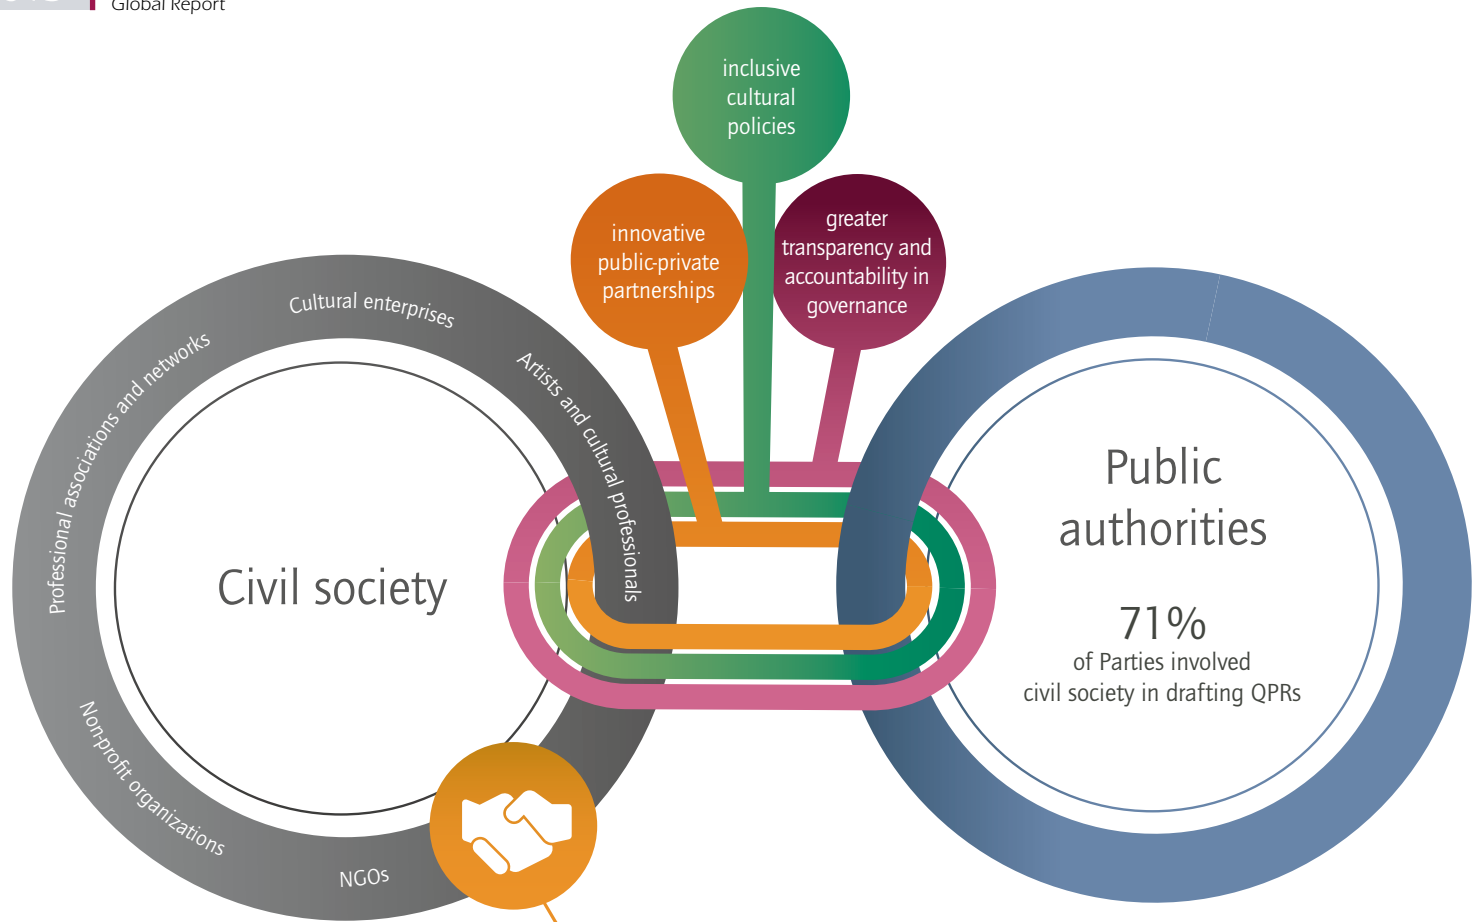 Global Report
inclusive
cultural
policies
innovative
public-private
partnerships
greater
transparency and
accountability in
governance
Cultural enterprises
Professional associations and networks
Artists and cultural professionals
Civil society
Non-profit organizations
NGOs
Public
authorities
71%
of Parties involved
civil society in drafting QPRs